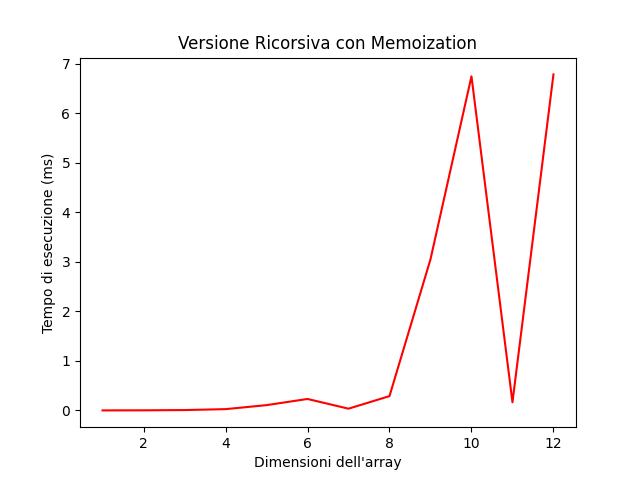 Versione Ricorsiva con Memoization
7
6
5
4
3
2
1
0
Tempo di esecuzione (ms)
2 4 6 8 10 12
Dimensioni dell'array